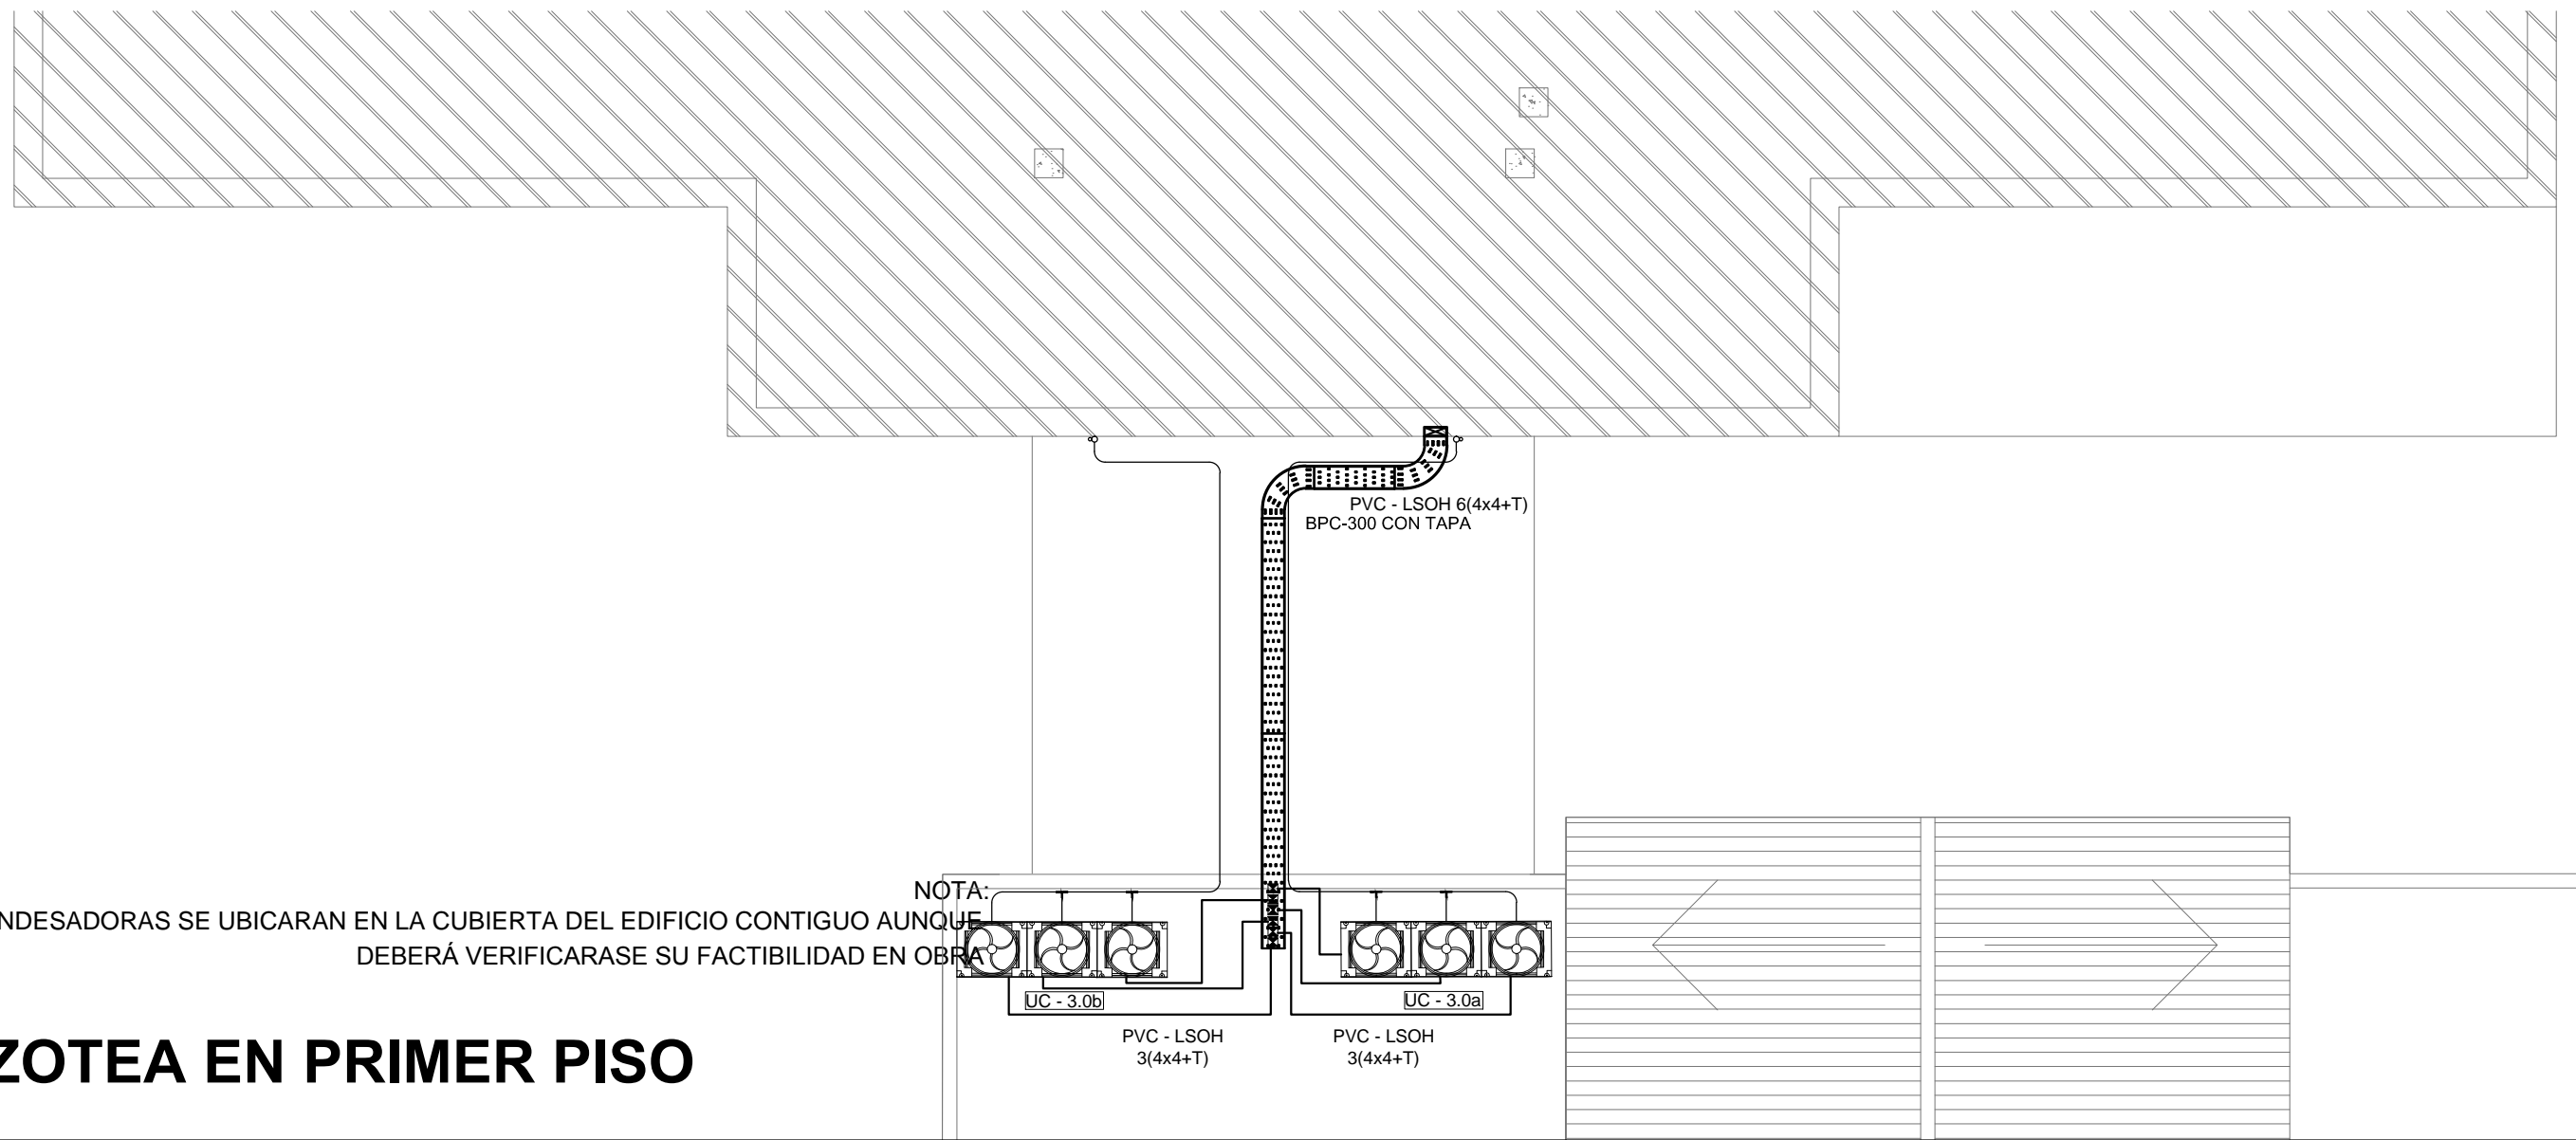 PVC - LSOH 6(4x4+T)
BPC-300 CON TAPA
NOTA:
NDESADORAS SE UBICARAN EN LA CUBIERTA DEL EDIFICIO CONTIGUO AUNQUE
DEBERÁ VERIFICARASE SU FACTIBILIDAD EN OBRA
UC - 3.0b
UC - 3.0a
PVC - LSOH
3(4x4+T)
PVC - LSOH
3(4x4+T)
ZOTEA EN PRIMER PISO